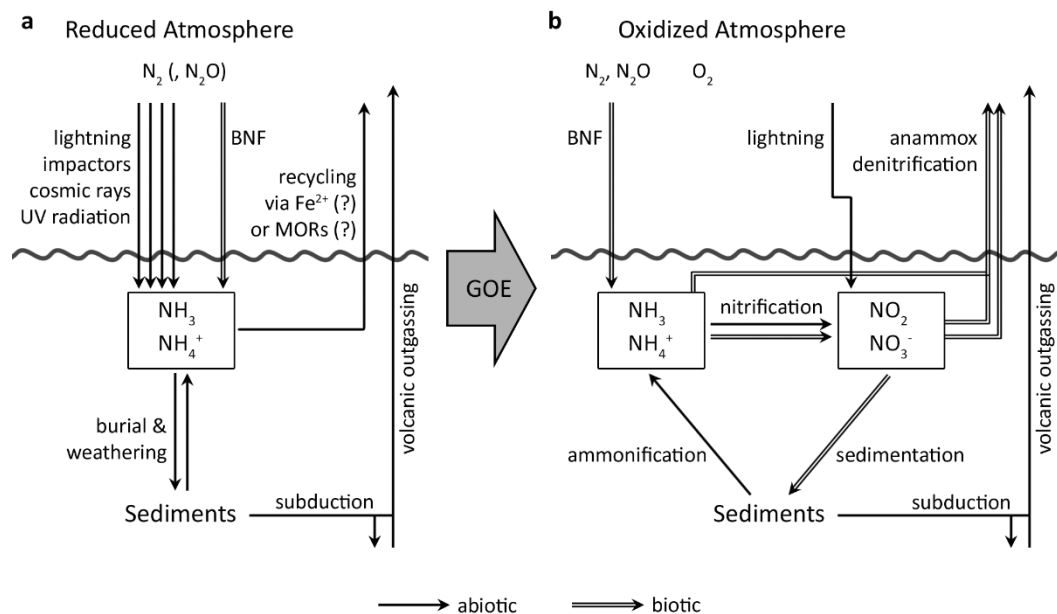 a Reduced Atmosphere
N₂ (, N₂O)
lightning
impactors
cosmic rays
UV radiation
BNF
recycling
via Fe²⁺ (?)
or MORs (?)
NH₃
NH₄⁺
burial &
weathering
Sediments
subduction
volcanic outgassing
GOE
b Oxidized Atmosphere
N₂, N₂O O₂
BNF
lightning
anammox
denitrification
NH₃
NH₄⁺
nitrification
NO₂
NO₃⁻
ammonification
sedimentation
Sediments
subduction
volcanic outgassing
abiotic
biotic